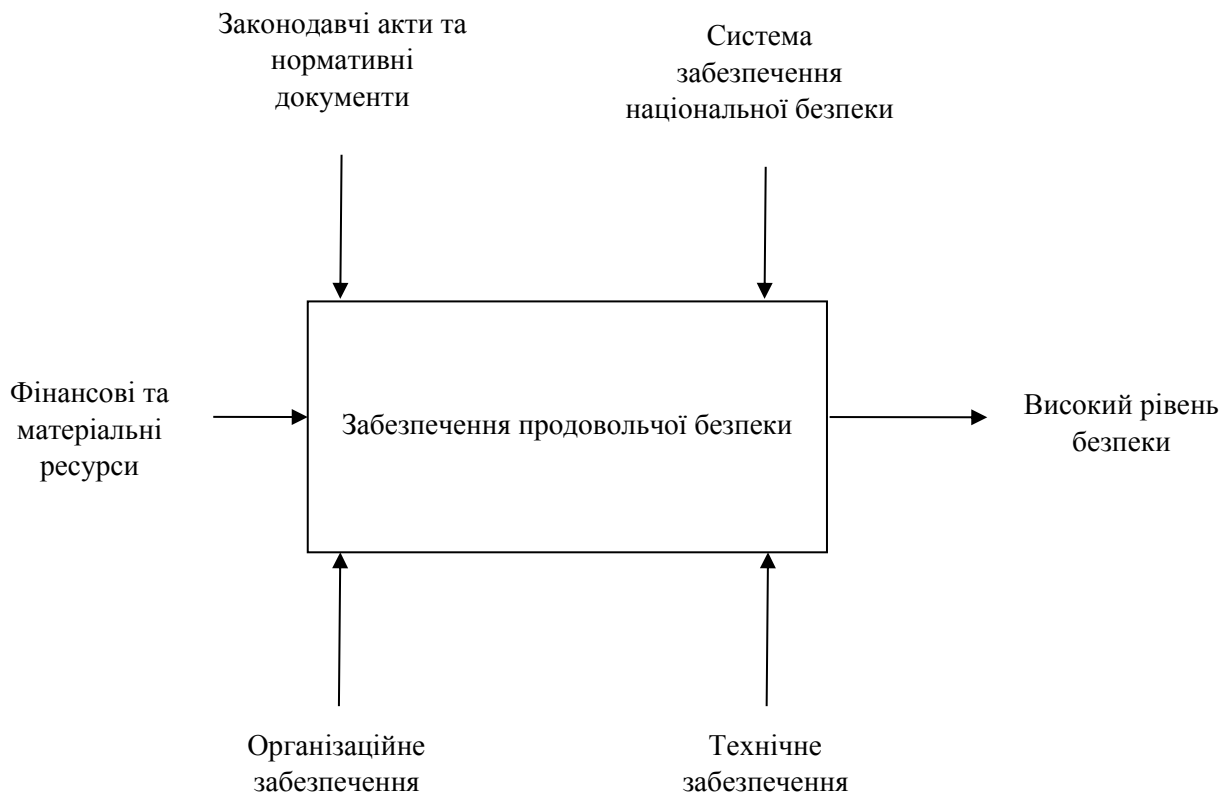 Законодавчі акти та
нормативні
документи
Система
забезпечення
національної безпеки
Фінансові та
матеріальні
ресурси
Забезпечення продовольчої безпеки
Високий рівень
безпеки
Організаційне
забезпечення
Технічне
забезпечення